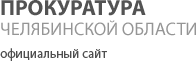 ПРОКУРАТУРА
ЧЕЛЯБИНСКОЙ ОБЛАСТИ
официальный сайт